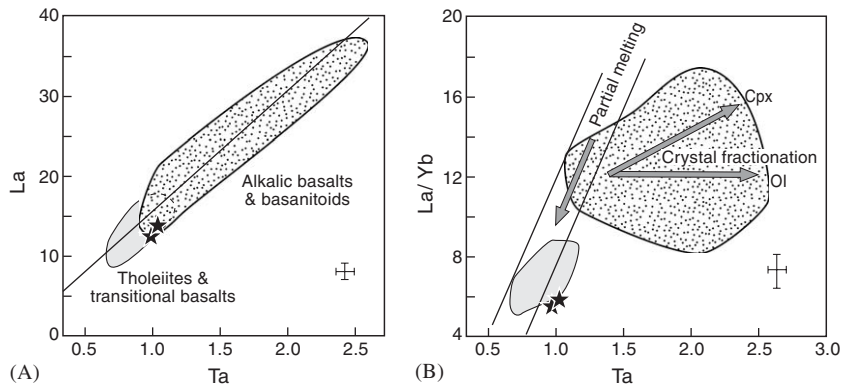 40
30
20
10
0
La
Alkalic basalts
& basanitoids
Tholeiites &
transitional basalts
0.5
1.0
1.5
2.0
2.5
(A)
Ta
20
16
12
8
4
La/ Yb
Partial melting
Cpx
Crystal fractionation
Ol
0.5
1.0
1.5
2.0
2.5
3.0
(B)
Ta